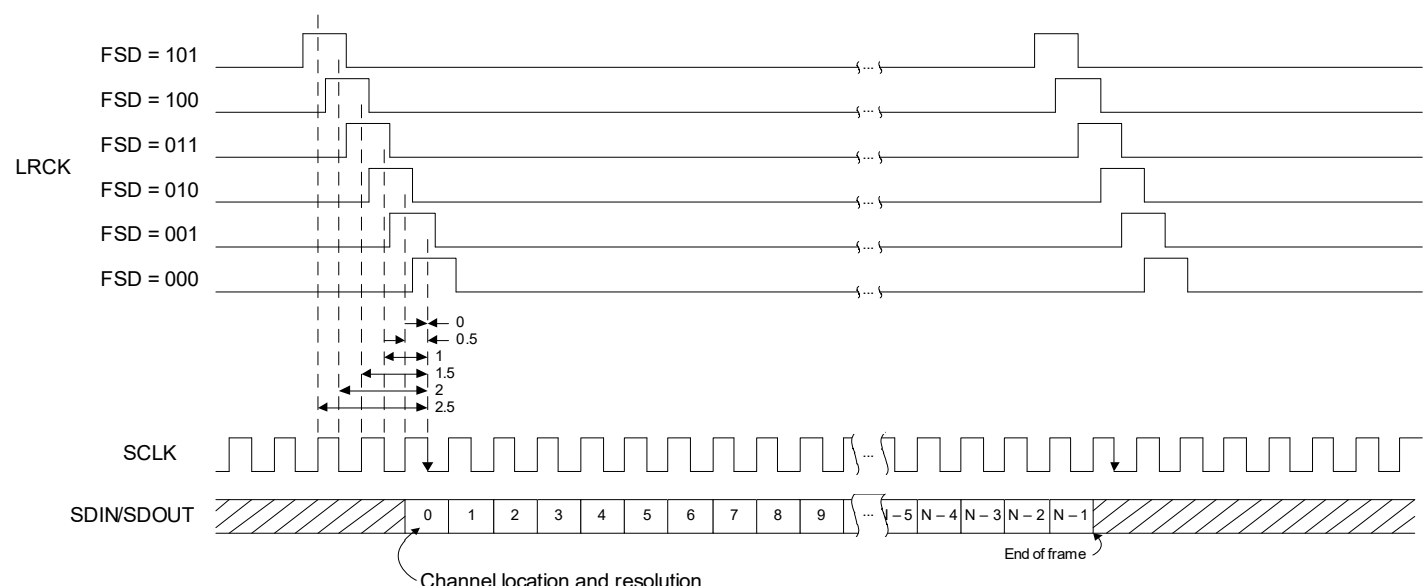 FSD = 101
...
...
FSD = 100
...
FSD = 011
...
LRCK
FSD = 010
...
FSD = 001
...
FSD = 000
...
0
0.5
1
1.5
2
2.5
SCLK
...
SDIN/SDOUT
0 1 2 3 4 5 6 7 8 9 ... N – 5 N – 4 N – 3 N – 2 N – 1
End of frame
Channel location and resolution